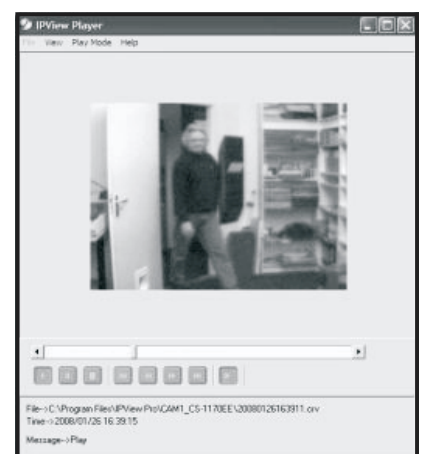 IPView Player
File View Play Mode Help
File->C:\Program Files\IPView Pro\CAM1_CS-1170EE\20080126163911.orv
Time->2008/01/26 16.39.15
Message->Play